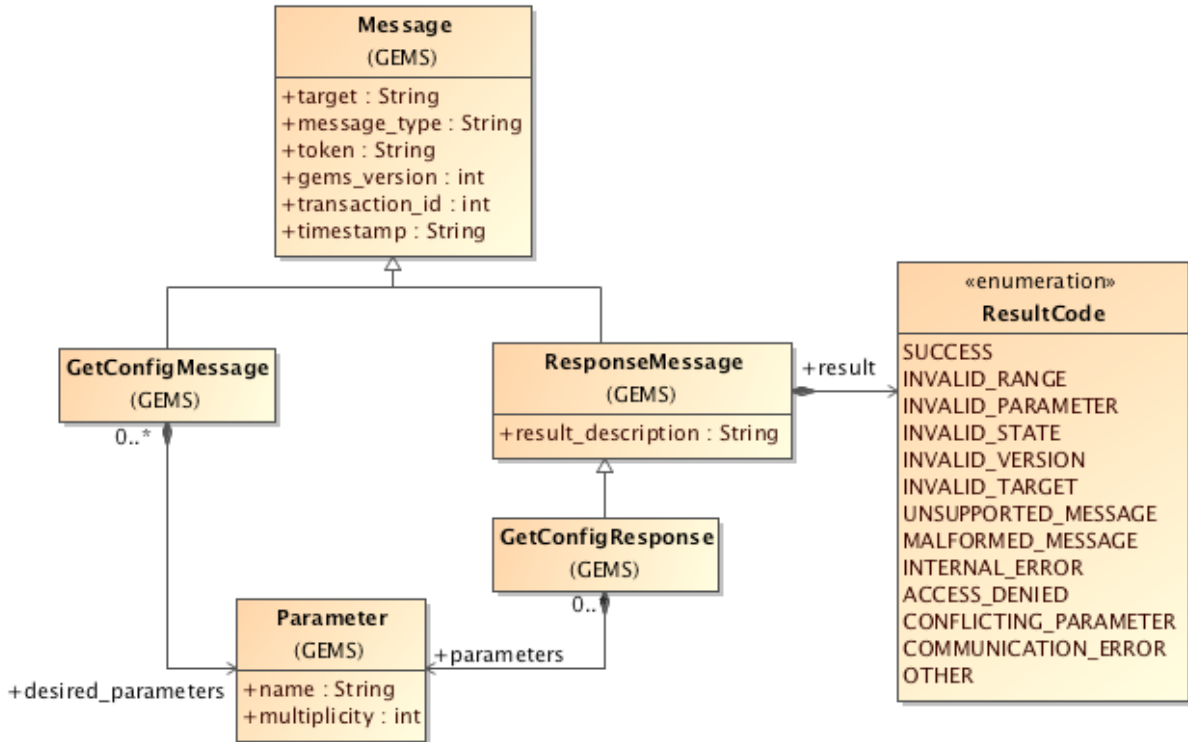 Message
(GEMS)
+target : String
+message_type : String
+token : String
+gems_version : int
+transaction_id : int
+timestamp : String
«enumeration»
ResultCode
SUCCESS
INVALID_RANGE
INVALID_PARAMETER
INVALID_STATE
INVALID_VERSION
INVALID_TARGET
UNSUPPORTED_MESSAGE
MALFORMED_MESSAGE
INTERNAL_ERROR
ACCESS_DENIED
CONFLICTING_PARAMETER
COMMUNICATION_ERROR
OTHER
GetConfigMessage
(GEMS)
0..*
ResponseMessage
(GEMS)
+result_description : String
+result
GetConfigResponse
(GEMS)
0..
Parameter
(GEMS)
+name : String
+multiplicity : int
+parameters
+desired_parameters